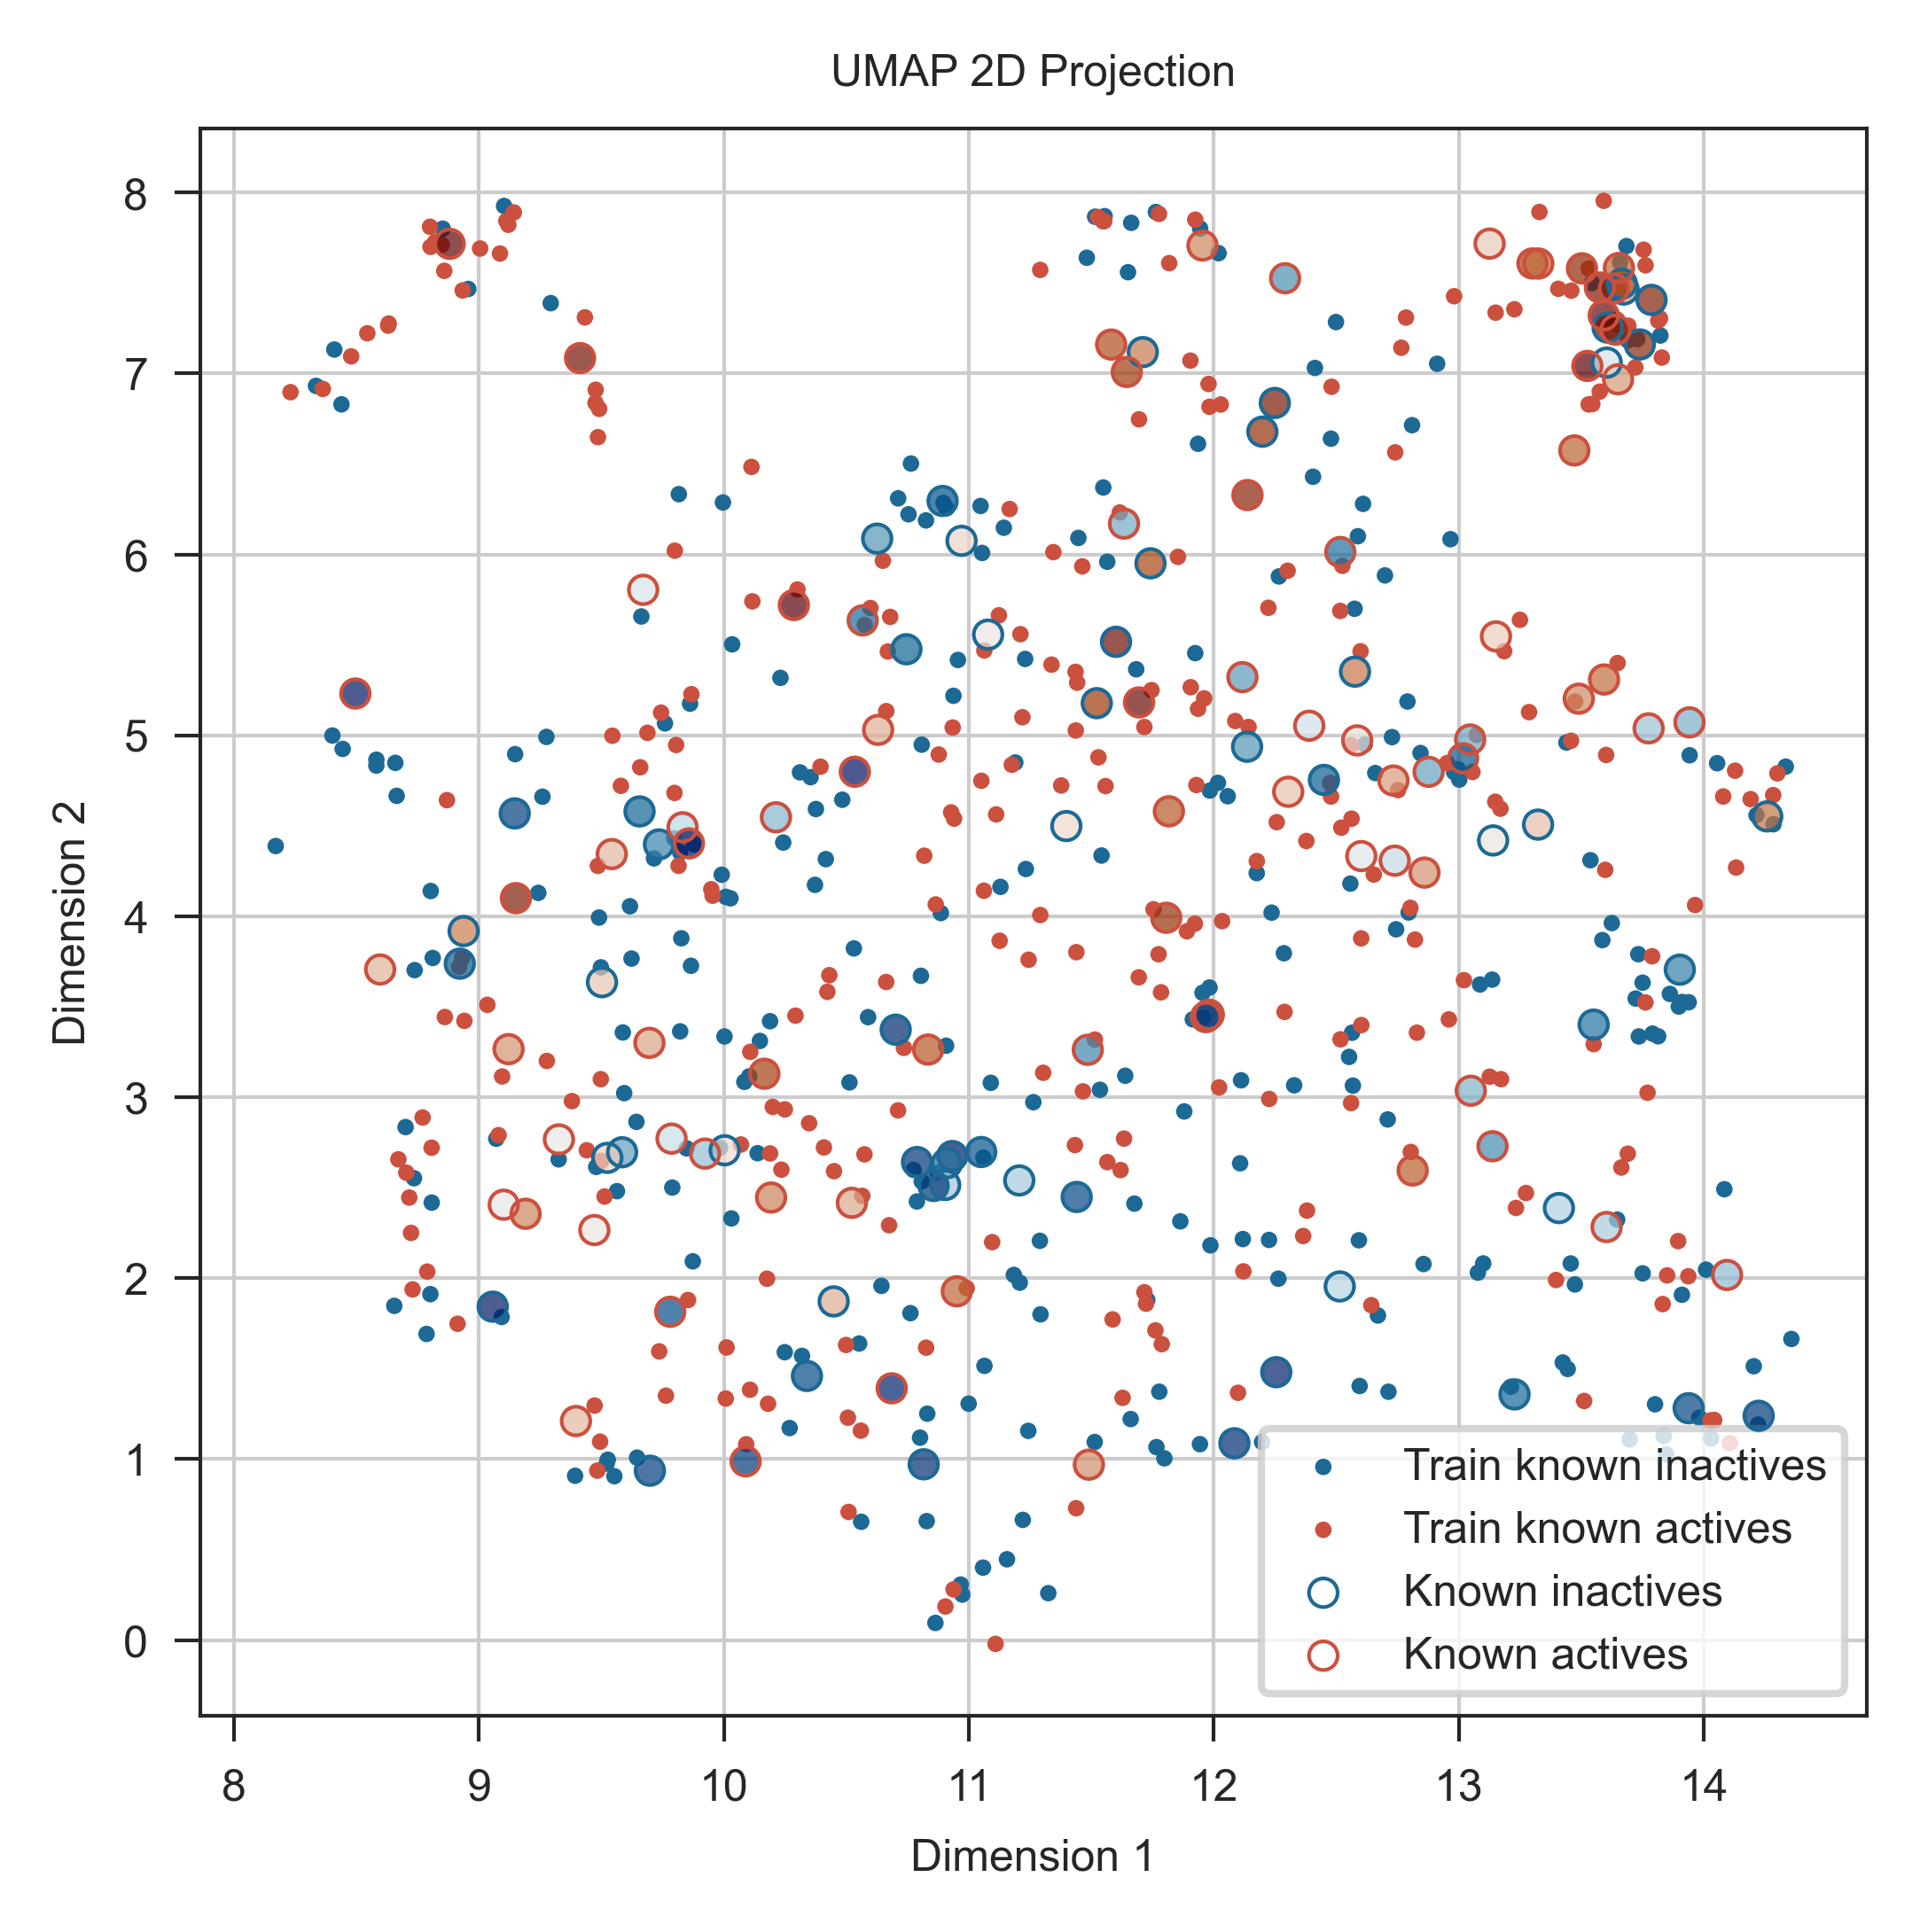 UMAP 2D Projection
8
7
6
5
4
3
2
1
0
Dimension 2
Train known inactives
Train known actives
Known inactives
Known actives
8 9 10 11 12 13 14
Dimension 1